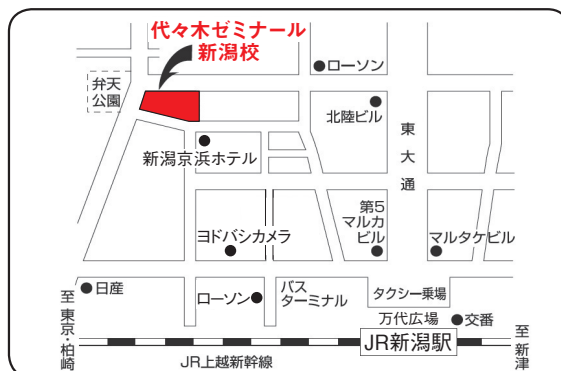 代々木ゼミナール
新潟校
ローソン
弁天
公園
北陸ビル
東大通
新潟京浜ホテル
第5
マルカ
ビル
ヨドバシカメラ
マルタケビル
日産
ローソン
バス
ターミナル
タクシー乗場
万代広場
交番
至東京・柏崎
JR新潟駅
至新津
JR上越新幹線